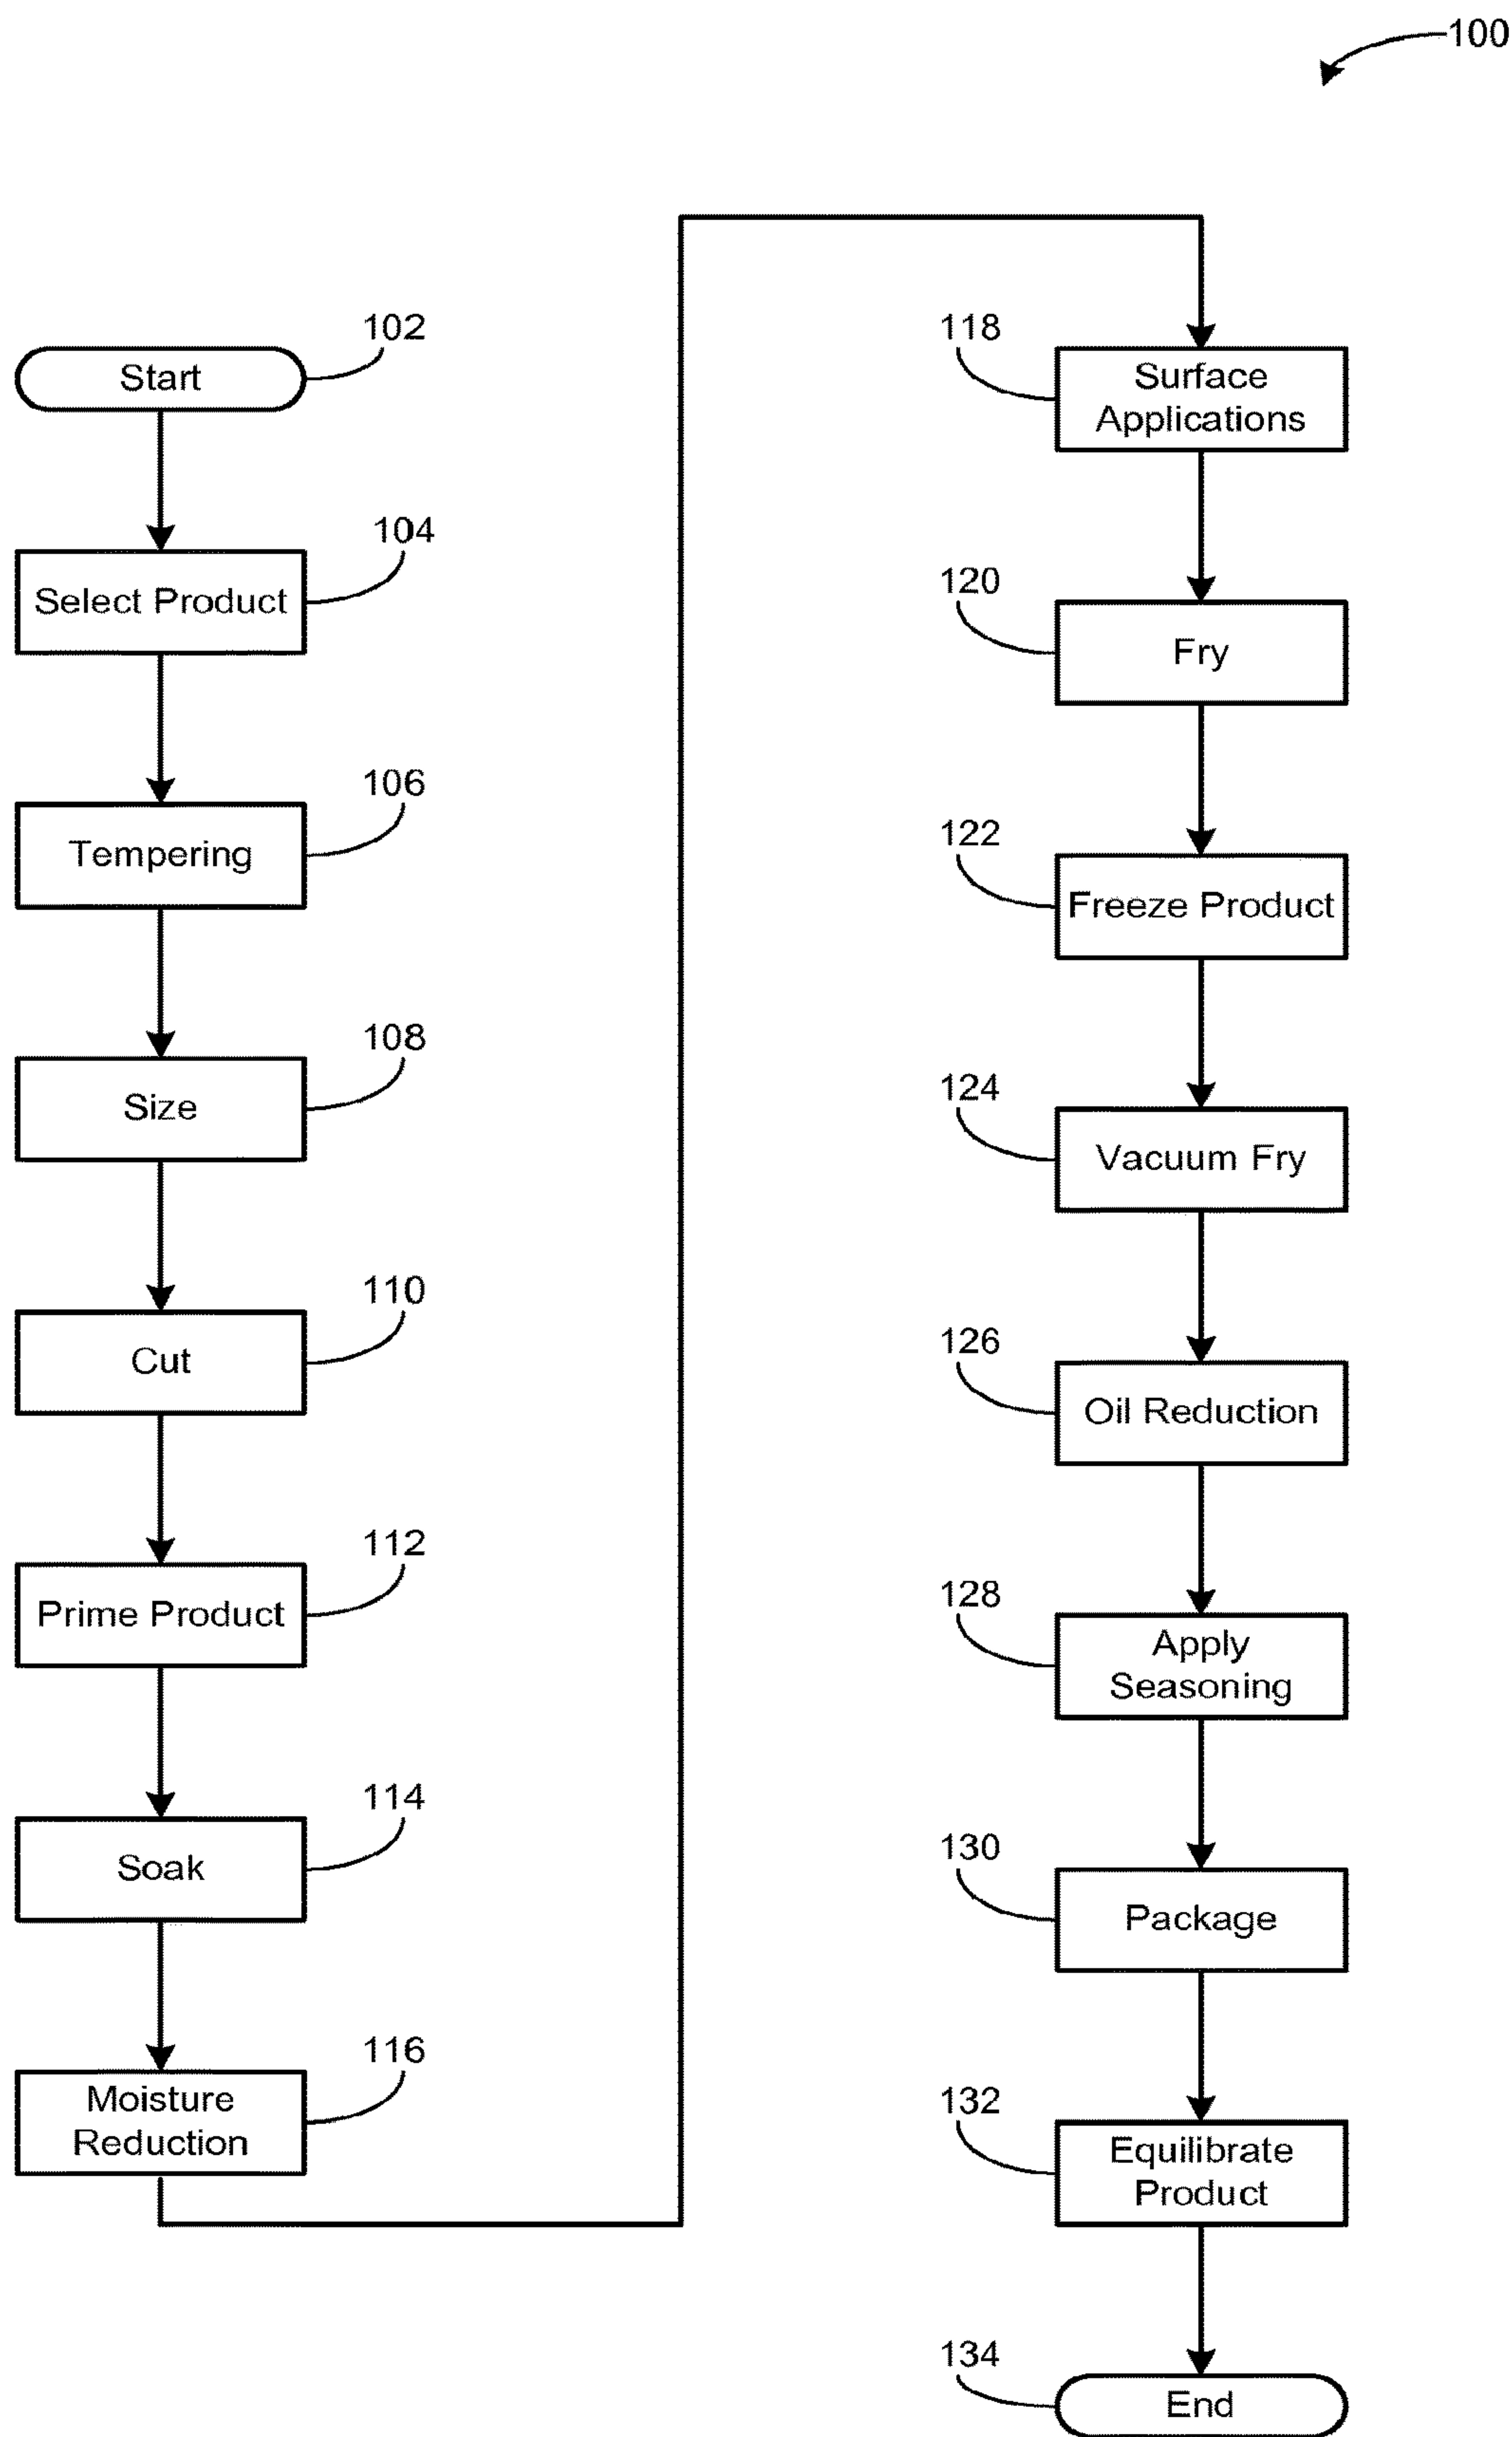 100
102
Start
104
Select Product
106
Tempering
108
Size
110
Cut
112
Prime Product
114
Soak
116
Moisture
Reduction
118
Surface
Applications
120
Fry
122
Freeze Product
124
Vacuum Fry
126
Oil Reduction
128
Apply
Seasoning
130
Package
132
Equilibrate
Product
134
End